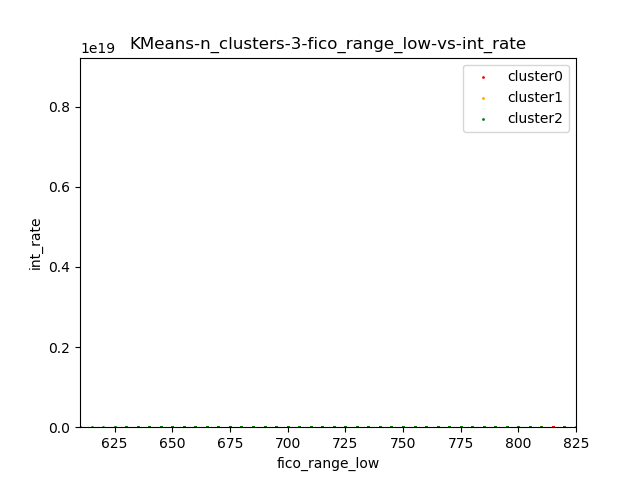 KMeans-n_clusters-3-fico_range_low-vs-int_rate
1e19
cluster0
cluster1
cluster2
0.8
0.6
0.4
0.2
0.0
int_rate
625 650 675 700 725 750 775 800 825
fico_range_low